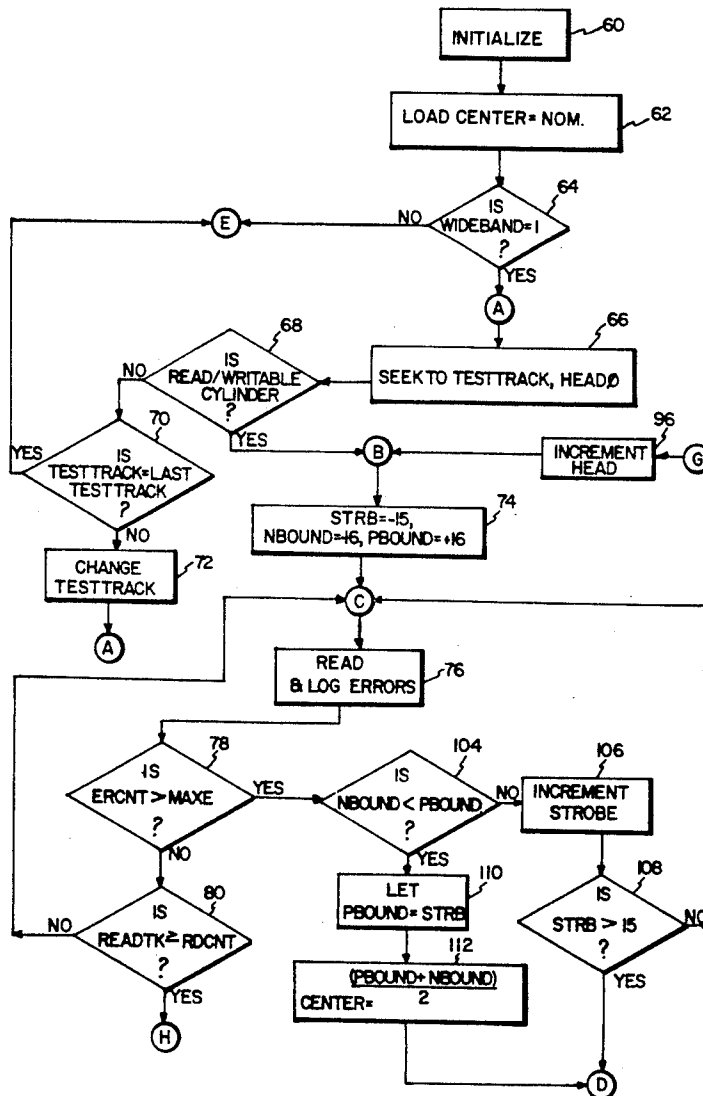 INITIALIZE
60
LOAD CENTER= NOM.
62
64
IS
WIDEBAND=1
?
NO
E
YES
A
66
SEEK TO TESTTRACK, HEADØ
68
IS
READ/WRITABLE
CYLINDER
?
NO
YES
70
IS
TESTTRACK=LAST
TESTTRACK
?
YES
NO
B
96
INCREMENT
HEAD
G
74
STRB=-15,
NBOUND=+16, PBOUND=+16
CHANGE
TESTTRACK
72
A
C
READ
& LOG ERRORS
76
78
IS
ERCNT > MAXE
?
YES
NO
104
IS
NBOUND < PBOUND
?
NO
YES
106
INCREMENT
STROBE
80
IS
READTK ≥ RDCNT
?
NO
YES
H
110
LET
PBOUND= STRB
108
IS
STRB > 15
?
NO
YES
112
(PBOUND+ NBOUND)
CENTER=
2
D